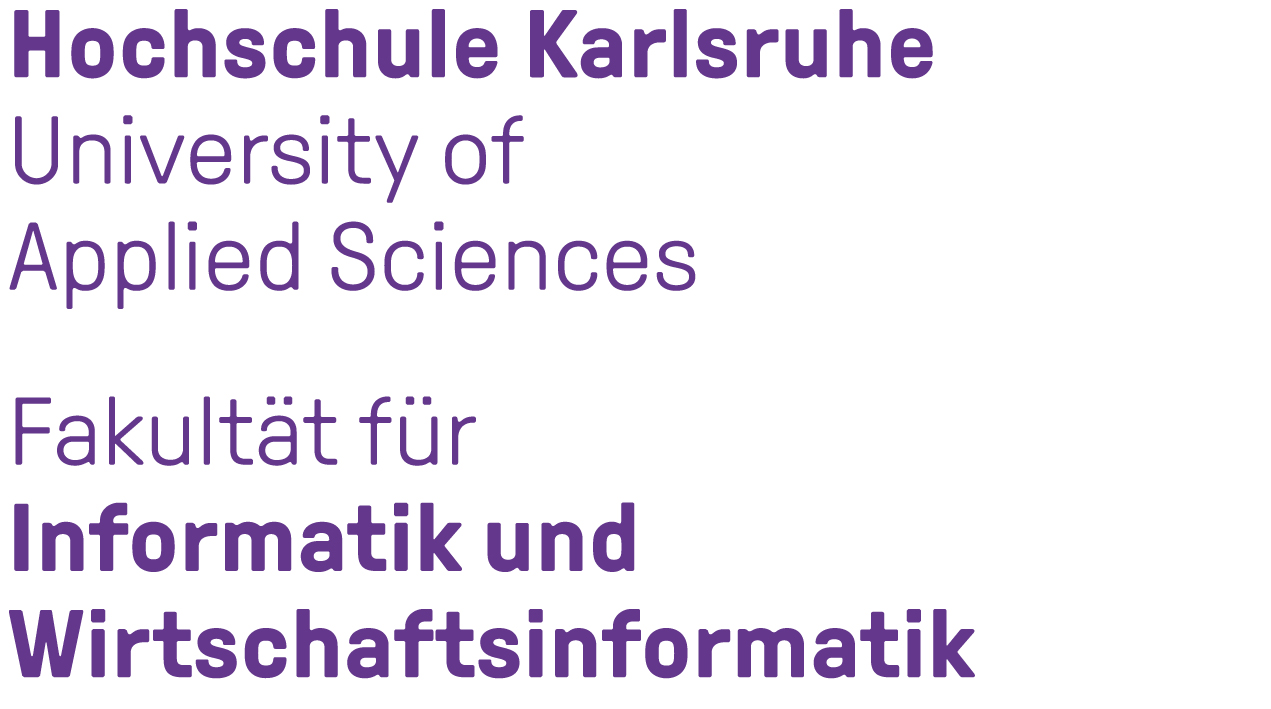 Hochschule Karlsruhe
University of
Applied Sciences
Fakultät für
Informatik und
Wirtschaftsinformatik